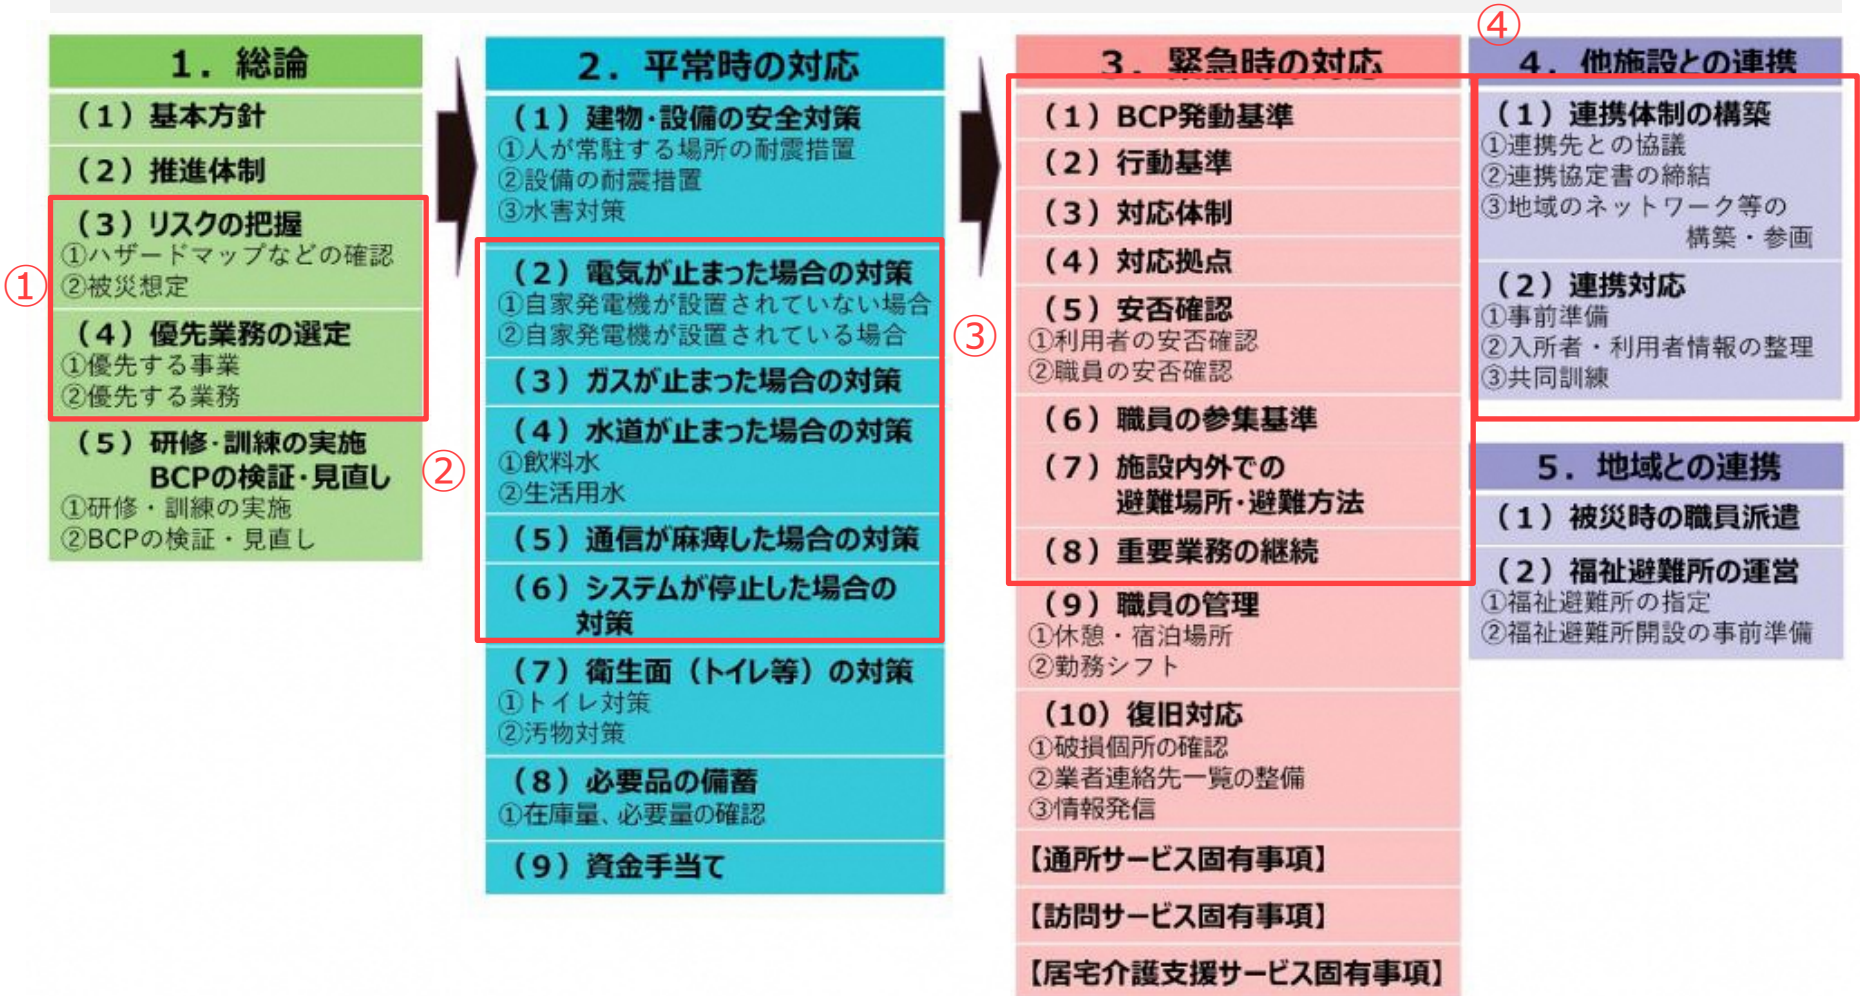 1．総論
（1）基本方針
（2）推進体制
（3）リスクの把握
①ハザードマップなどの確認
②被災想定
①
（4）優先業務の選定
①優先する事業
②優先する業務
（5）研修･訓練の実施
BCPの検証･見直し
①研修・訓練の実施
②BCPの検証・見直し
2．平常時の対応
（1）建物･設備の安全対策
①人が常駐する場所の耐震措置
②設備の耐震措置
③水害対策
（2）電気が止まった場合の対策
①自家発電機が設置されていない場合
②自家発電機が設置されている場合
（3）ガスが止まった場合の対策
（4）水道が止まった場合の対策
②
①飲料水
②生活用水
（5）通信が麻痺した場合の対策
（6）システムが停止した場合の
対策
（7）衛生面（トイレ等）の対策
①トイレ対策
②汚物対策
（8）必要品の備蓄
①在庫量、必要量の確認
（9）資金手当て
3．緊急時の対応
（1）BCP発動基準
（2）行動基準
（3）対応体制
（4）対応拠点
（5）安否確認
③
①利用者の安否確認
②職員の安否確認
（6）職員の参集基準
（7）施設内外での
避難場所･避難方法
（8）重要業務の継続
（9）職員の管理
①休憩・宿泊場所
②勤務シフト
（10）復旧対応
①破損個所の確認
②業者連絡先一覧の整備
③情報発信
【通所サービス固有事項】
【訪問サービス固有事項】
【居宅介護支援サービス固有事項】
④
4．他施設との連携
（1）連携体制の構築
①連携先との協議
②連携協定書の締結
③地域のネットワーク等の
構築・参画
（2）連携対応
①事前準備
②入所者・利用者情報の整理
③共同訓練
5．地域との連携
（1）被災時の職員派遣
（2）福祉避難所の運営
①福祉避難所の指定
②福祉避難所開設の事前準備